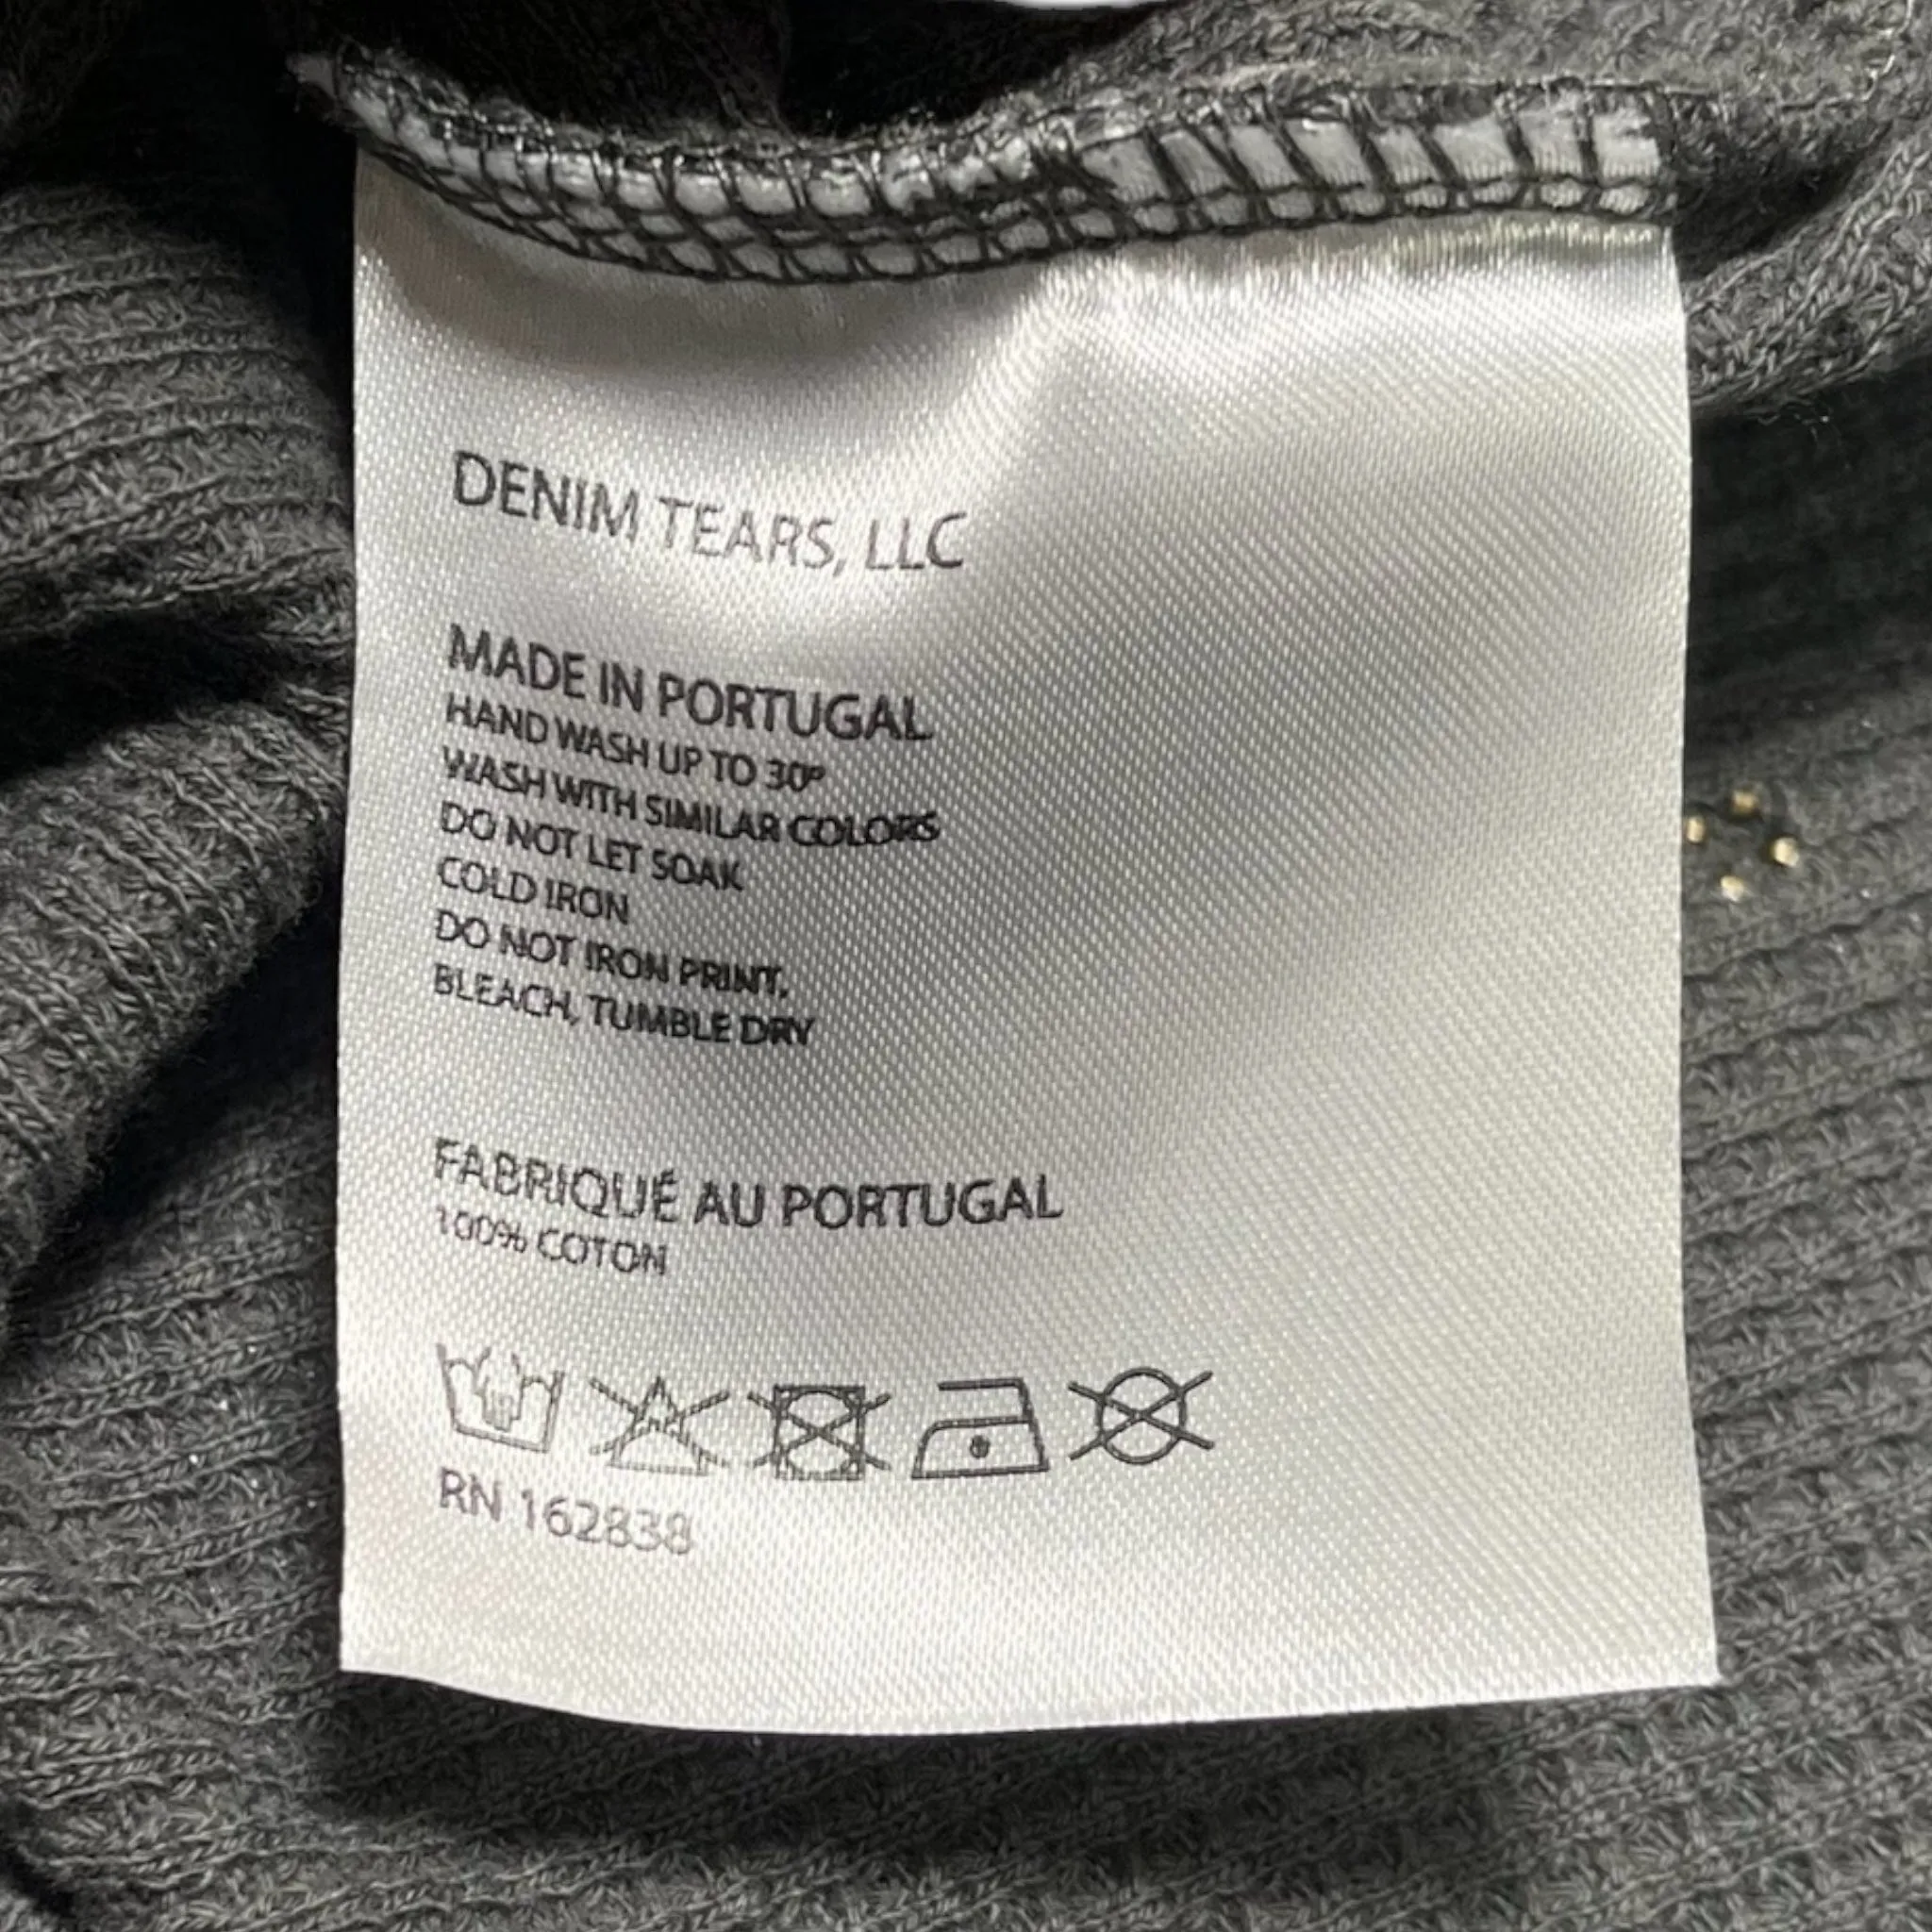 DENIM TEARS, LLC
MADE IN PORTUGAL
HAND WASH UP TO 30º
WASH WITH SIMILAR COLORS
DO NOT LET SOAK
COLD IRON
DO NOT IRON PRINT,
BLEACH, TUMBLE DRY
FABRIQUÉ AU PORTUGAL
100% COTON
RN 162838